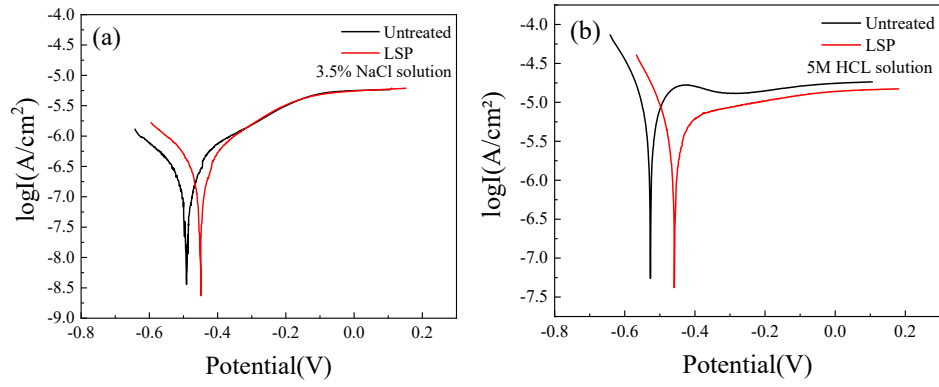 (a)
Untreated
LSP
3.5% NaCl solution
logI(A/cm²)
-4.0
-4.5
-5.0
-5.5
-6.0
-6.5
-7.0
-7.5
-8.0
-8.5
-9.0
-0.8
-0.6
-0.4
-0.2
0.0
0.2
Potential(V)
(b)
Untreated
LSP
5M HCL solution
logI(A/cm²)
-4.0
-4.5
-5.0
-5.5
-6.0
-6.5
-7.0
-7.5
-0.8
-0.6
-0.4
-0.2
0.0
0.2
Potential(V)